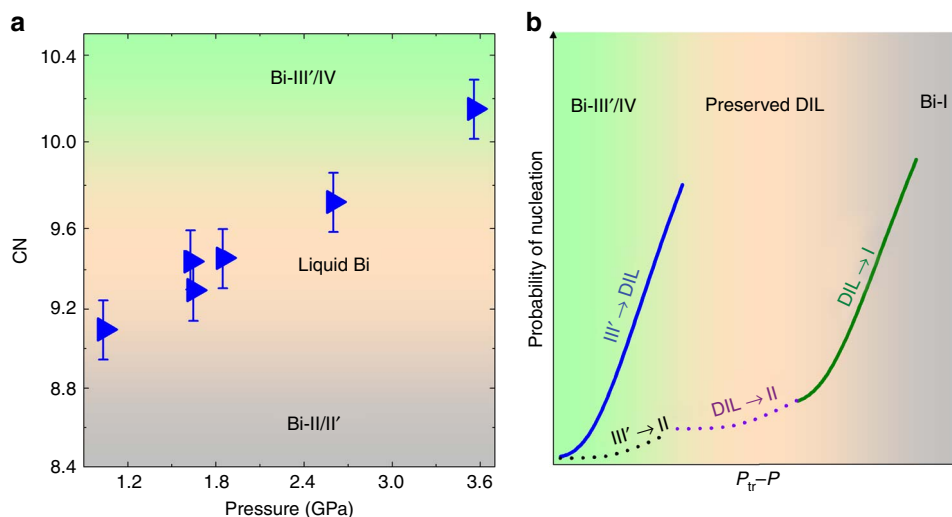 a
CN
10.4
10.0
9.6
9.2
8.8
8.4
Bi-III′/IV
Liquid Bi
Bi-II/II′
1.2
1.8
2.4
3.0
3.6
Pressure (GPa)
b
Probability of nucleation
Bi-III′/IV
Preserved DIL
Bi-I
III′ → DIL
III′ → II
DIL → II
DIL → I
Ptr–P